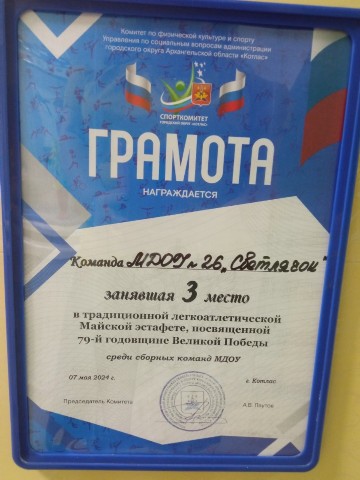 Комитет по физической культуре и спорту
Управления по социальным вопросам администрации
городского округа Архангельской области «Котлас»
СПОРТКОМИТЕТ
ГРАМОТА
НАГРАЖДАЕТСЯ
Команда МДОУ № 26 „Светлячок"
занявшая 3 место
в традиционной легкоатлетической
Майской эстафете, посвященной
79-й годовщине Великой Победы
среди сборных команд МДОУ
07 мая 2024 г.
г. Котлас
Председатель Комитета